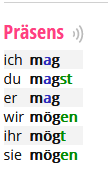 Präsens
ich mag
du magst
er mag
wir mögen
ihr mögt
sie mögen